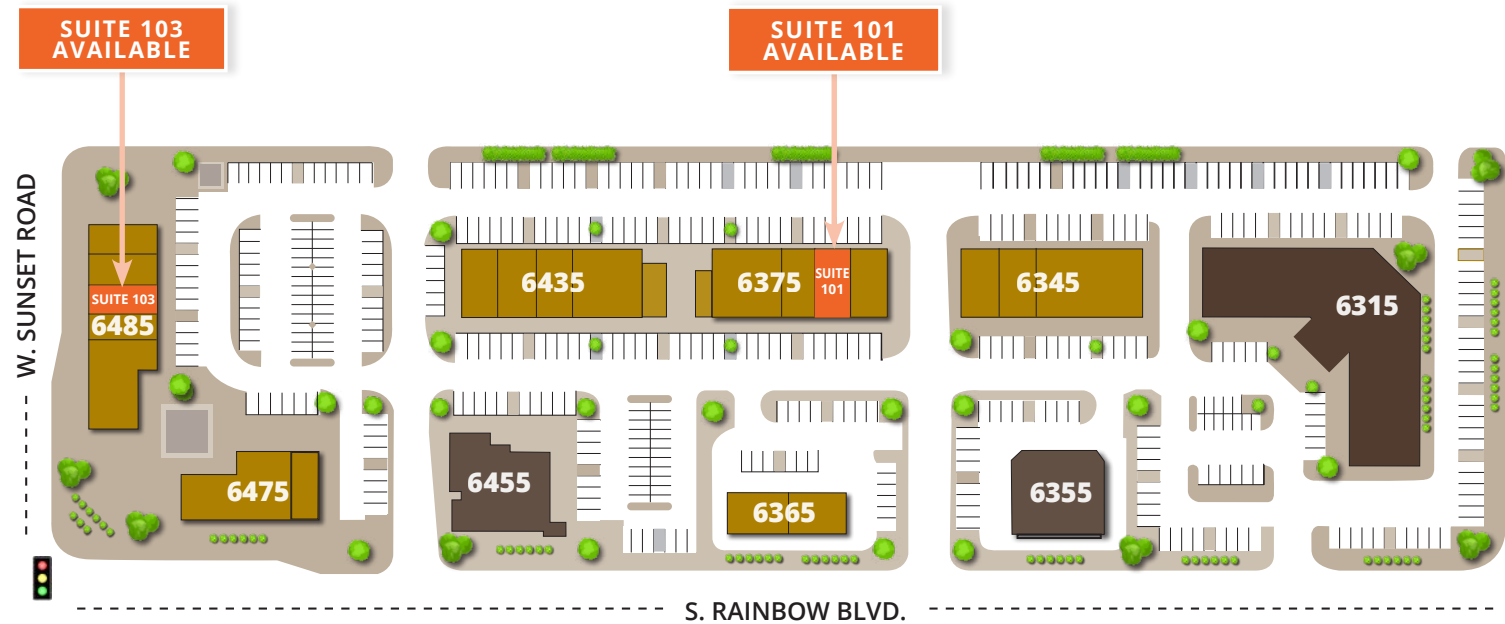 SUITE 103
AVAILABLE
SUITE 101
AVAILABLE
W. SUNSET ROAD
SUITE 103
6485
6435
6375
SUITE
101
6345
6315
6475
6455
6365
6355
S. RAINBOW BLVD.